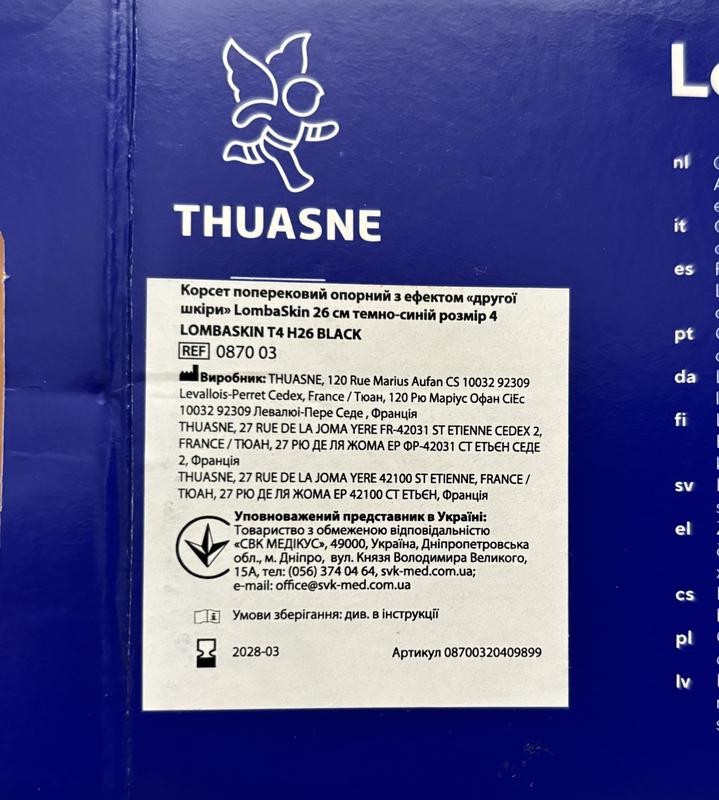 THUASNE
Корсет поперековий опорний з ефектом «другої
шкіри» LombaSkin 26 см темно-синій розмір 4
LOMBASKIN T4 H26 BLACK
REF 0870 03
Виробник: THUASNE, 120 Rue Marius Aufan CS 10032 92309
Levallois-Perret Cedex, France / Тюан, 120 Рю Маріус Офан СіЕс
10032 92309 Левалюі-Пере Седе , Франція
THUASNE, 27 RUE DE LA JOMA YERE FR-42031 ST ETIENNE CEDEX 2,
FRANCE / ТЮАН, 27 РЮ ДЕ ЛЯ ЖОМА ЕР ФР-42031 СТ ЕТЬЄН СЕДЕ
2, Франція
THUASNE, 27 RUE DE LA JOMA YERE 42100 ST ETIENNE, FRANCE /
ТЮАН, 27 РЮ ДЕ ЛЯ ЖОМА ЕР 42100 СТ ЕТЬЄН, Франція
Уповноважений представник в Україні:
Товариство з обмеженою відповідальністю
«СВК МЕДІКУС», 49000, Україна, Дніпропетровська
обл., м. Дніпро, вул. Князя Володимира Великого,
15А, тел: (056) 374 04 64, svk-med.com.ua;
e-mail: office@svk-med.com.ua
Умови зберігання: див. в інструкції
2028-03 Артикул 08700320409899
nl
it
es
pt
da
fi
sv
el
cs
pl
lv